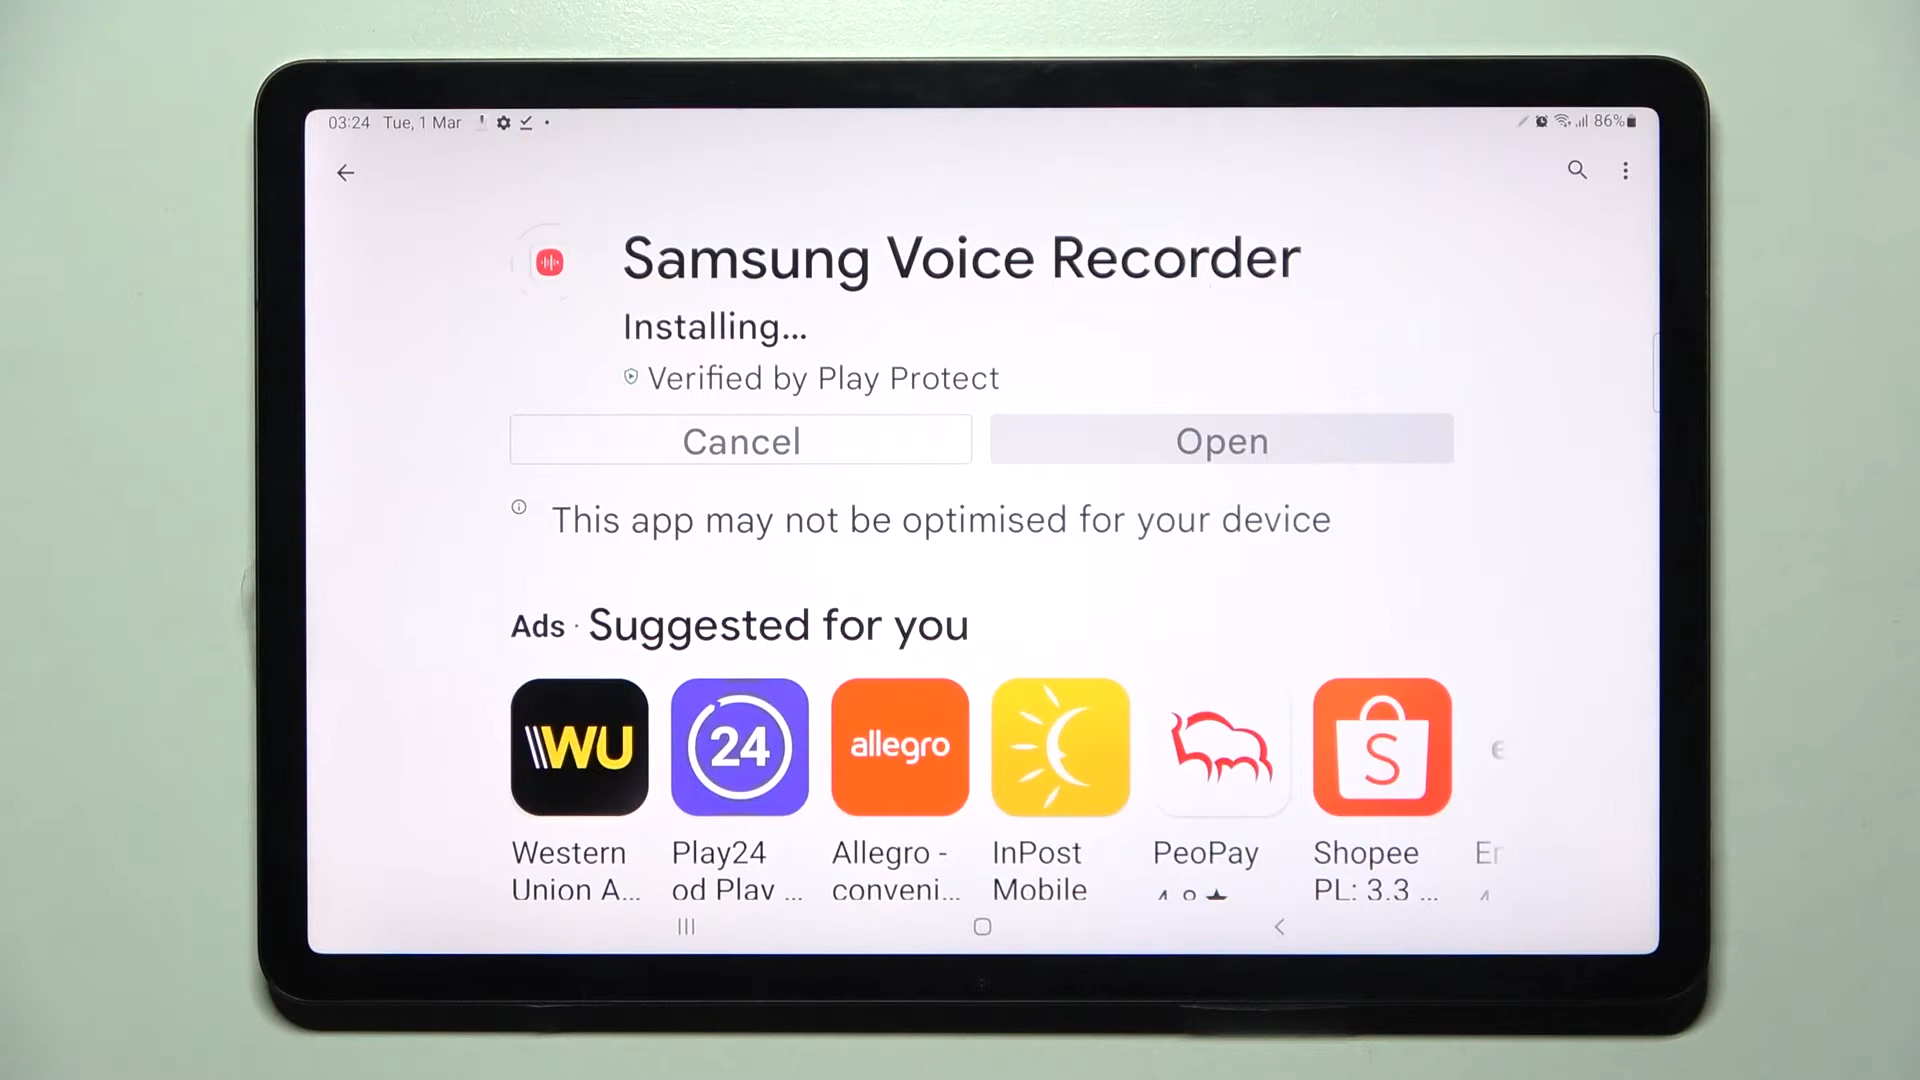 03:24 Tue, 1 Mar
86%
Samsung Voice Recorder
Installing...
Verified by Play Protect
Cancel
Open
This app may not be optimised for your device
Ads · Suggested for you
WU
24
allegro
S
Western
Union A...
Play24
od Play ...
Allegro -
conveni...
InPost
Mobile
PeoPay
Shopee
PL: 3.3 ...